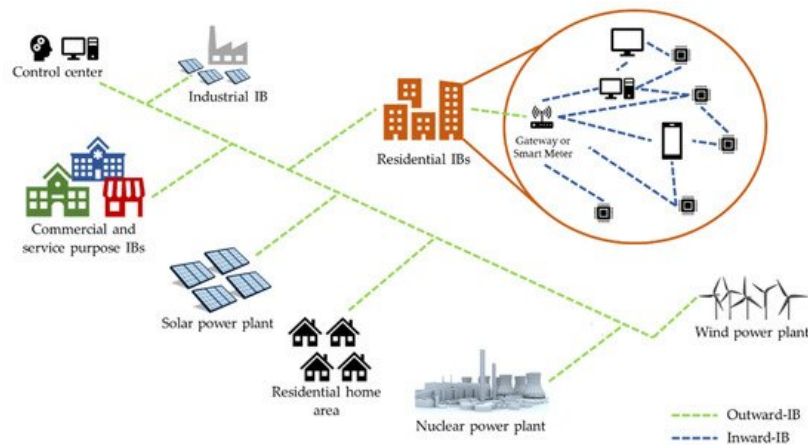 Control center
Industrial IB
Residential IBs
Gateway or
Smart Meter
Commercial and
service purpose IBs
Solar power plant
Residential home
area
Nuclear power plant
Wind power plant
Outward-IB
Inward-IB